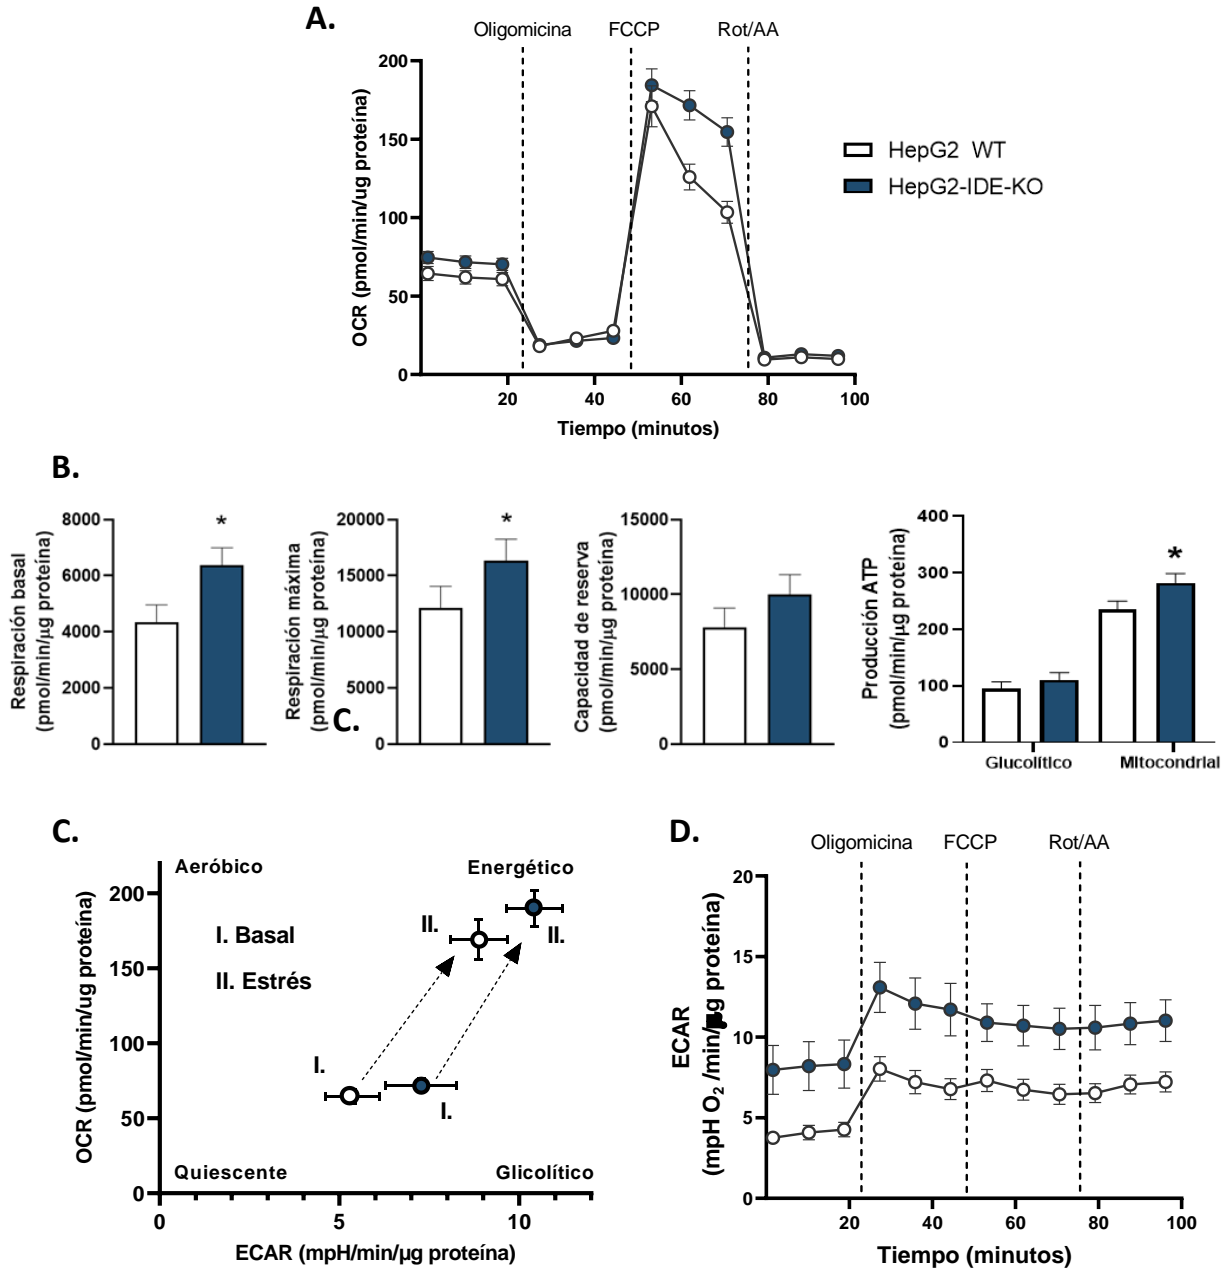 A.
Oligomicina FCCP Rot/AA
OCR (pmol/min/ug proteína)
200
150
100
50
0
20 40 60 80 100
Tiempo (minutos)
HepG2 WT
HepG2-IDE-KO
B.
Respiración basal
(pmol/min/µg proteína)
8000
6000
4000
2000
0
*
Respiración máxima
(pmol/min/µg proteína)
20000
15000
10000
5000
0
*
C.
Capacidad de reserva
(pmol/min/µg proteína)
15000
10000
5000
0
Producción ATP
(pmol/min/µg proteína)
400
300
200
100
0
*
Glucolítico Mitocondrial
C.
OCR (pmol/min/ug proteína)
200
150
100
50
0
Aeróbico Energético
I. Basal
II. Estrés
II.
II.
I.
I.
Quiescente Glicolítico
0 5 10
ECAR (mpH/min/µg proteína)
D.
Oligomicina FCCP Rot/AA
ECAR
(mpH O2 /min/µg proteína)
20
15
10
5
0
20 40 60 80 100
Tiempo (minutos)